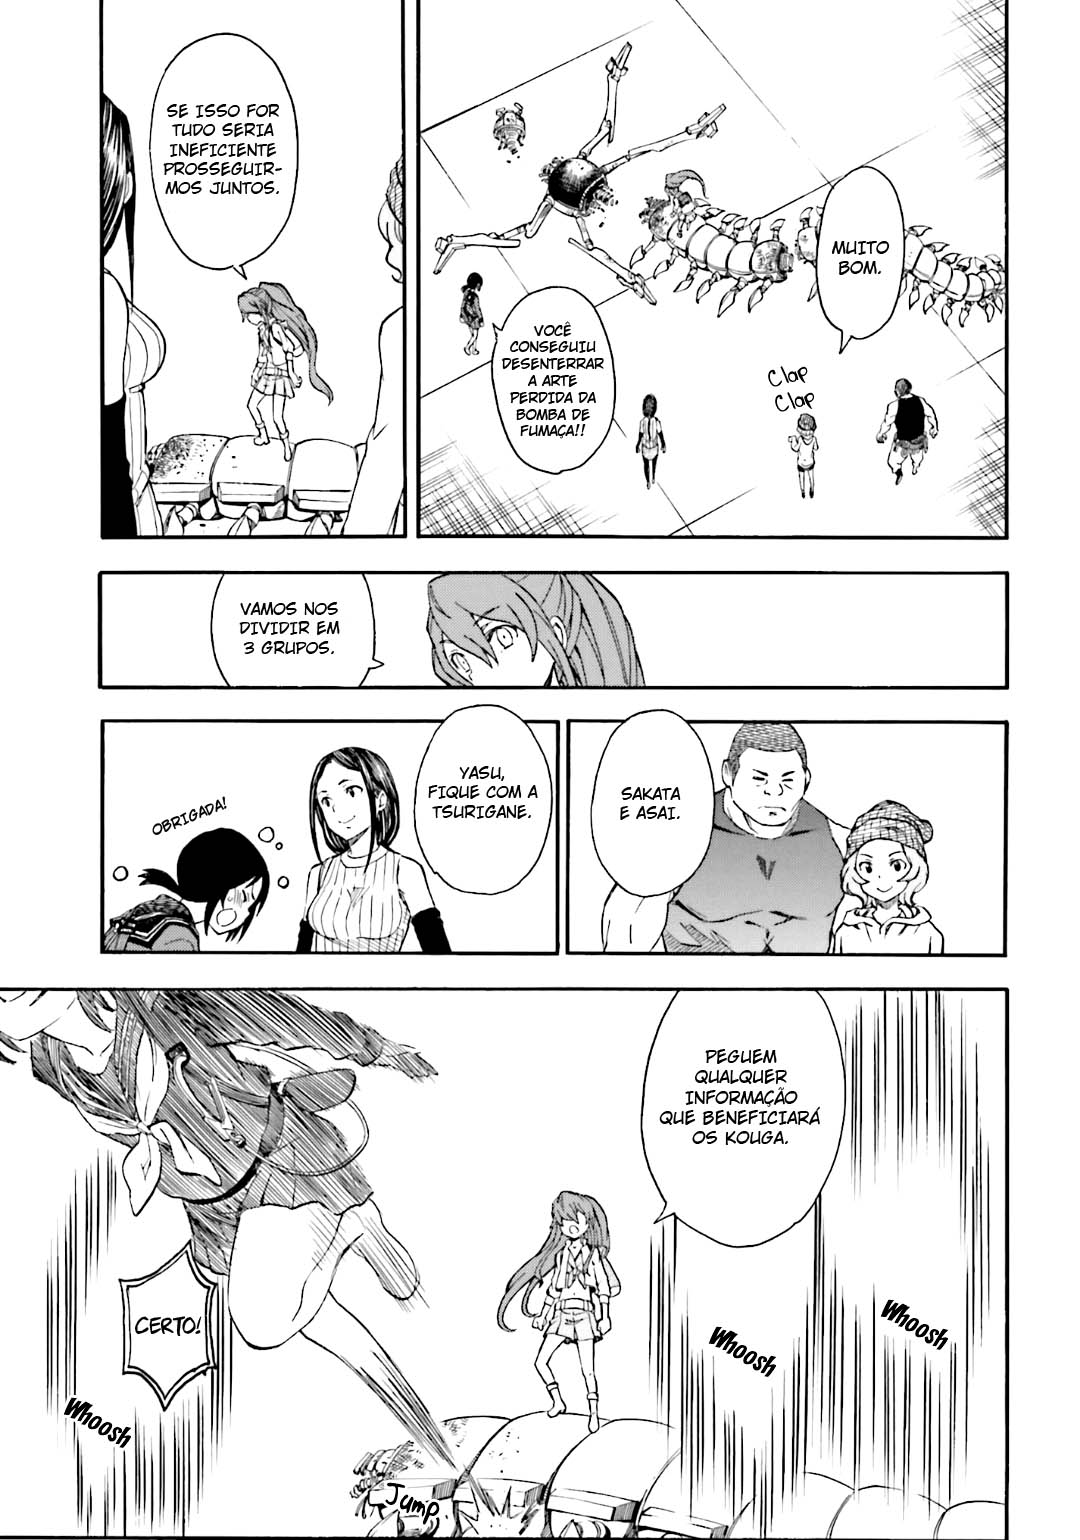 MUITO
BOM.
Clap
Clap
VOCÊ
CONSEGUIU
DESENTERRAR
A ARTE
PERDIDA DA
BOMBA DE
FUMAÇA!!
SE ISSO FOR
TUDO SERIA
INEFICIENTE
PROSSEGUIR-
MOS JUNTOS.
VAMOS NOS
DIVIDIR EM
3 GRUPOS.
SAKATA
E ASAI.
YASU,
FIQUE COM A
TSURIGANE.
OBRIGADA!
PEGUEM
QUALQUER
INFORMAÇÃO
QUE BENEFICIARÁ
OS KOUGA.
Whoosh
Whoosh
CERTO!
Whoosh
Jump